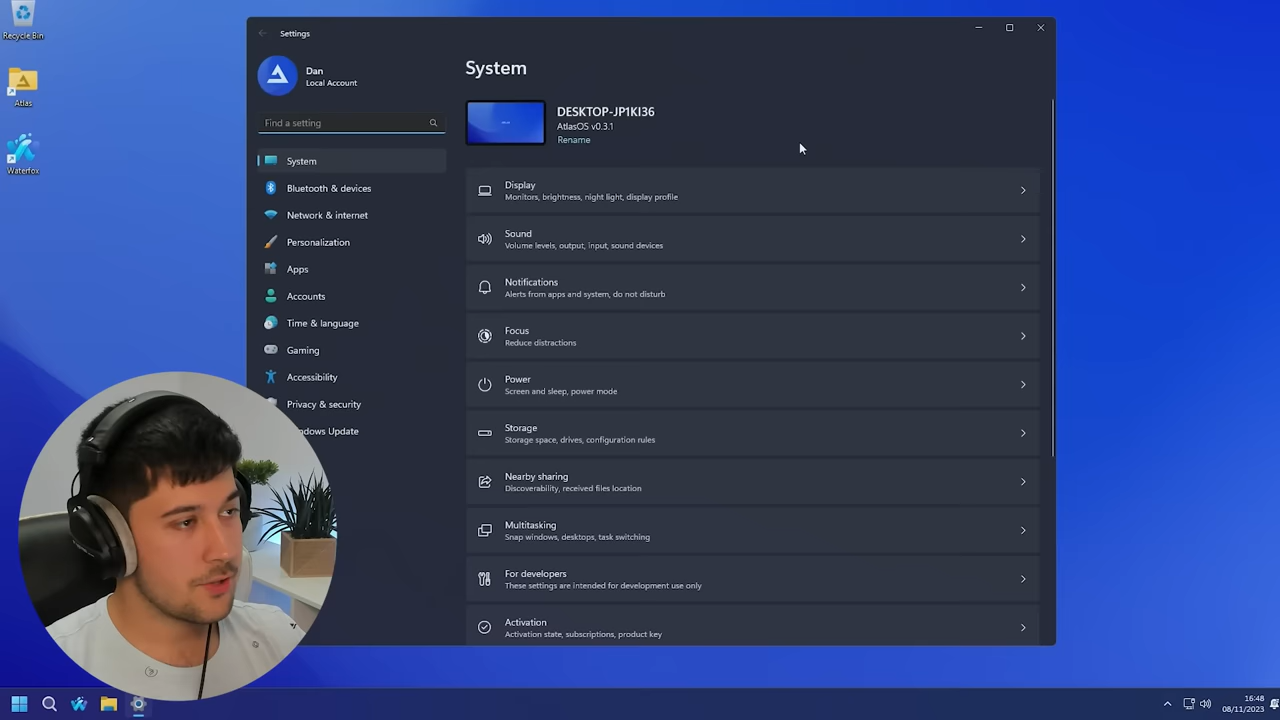 Recycle Bin
Atlas
Waterfox
Settings
Dan
Local Account
Find a setting
System
Bluetooth & devices
Network & internet
Personalization
Apps
Accounts
Time & language
Gaming
Accessibility
Privacy & security
ndows Update
System
DESKTOP-JP1KI36
AtlasOS v0.3.1
Rename
Display
Monitors, brightness, night light, display profile
Sound
Volume levels, output, input, sound devices
Notifications
Alerts from apps and system, do not disturb
Focus
Reduce distractions
Power
Screen and sleep, power mode
Storage
Storage space, drives, configuration rules
Nearby sharing
Discoverability, received files location
Multitasking
Snap windows, desktops, task switching
For developers
These settings are intended for development use only
Activation
Activation state, subscriptions, product key
16:48
08/11/2023